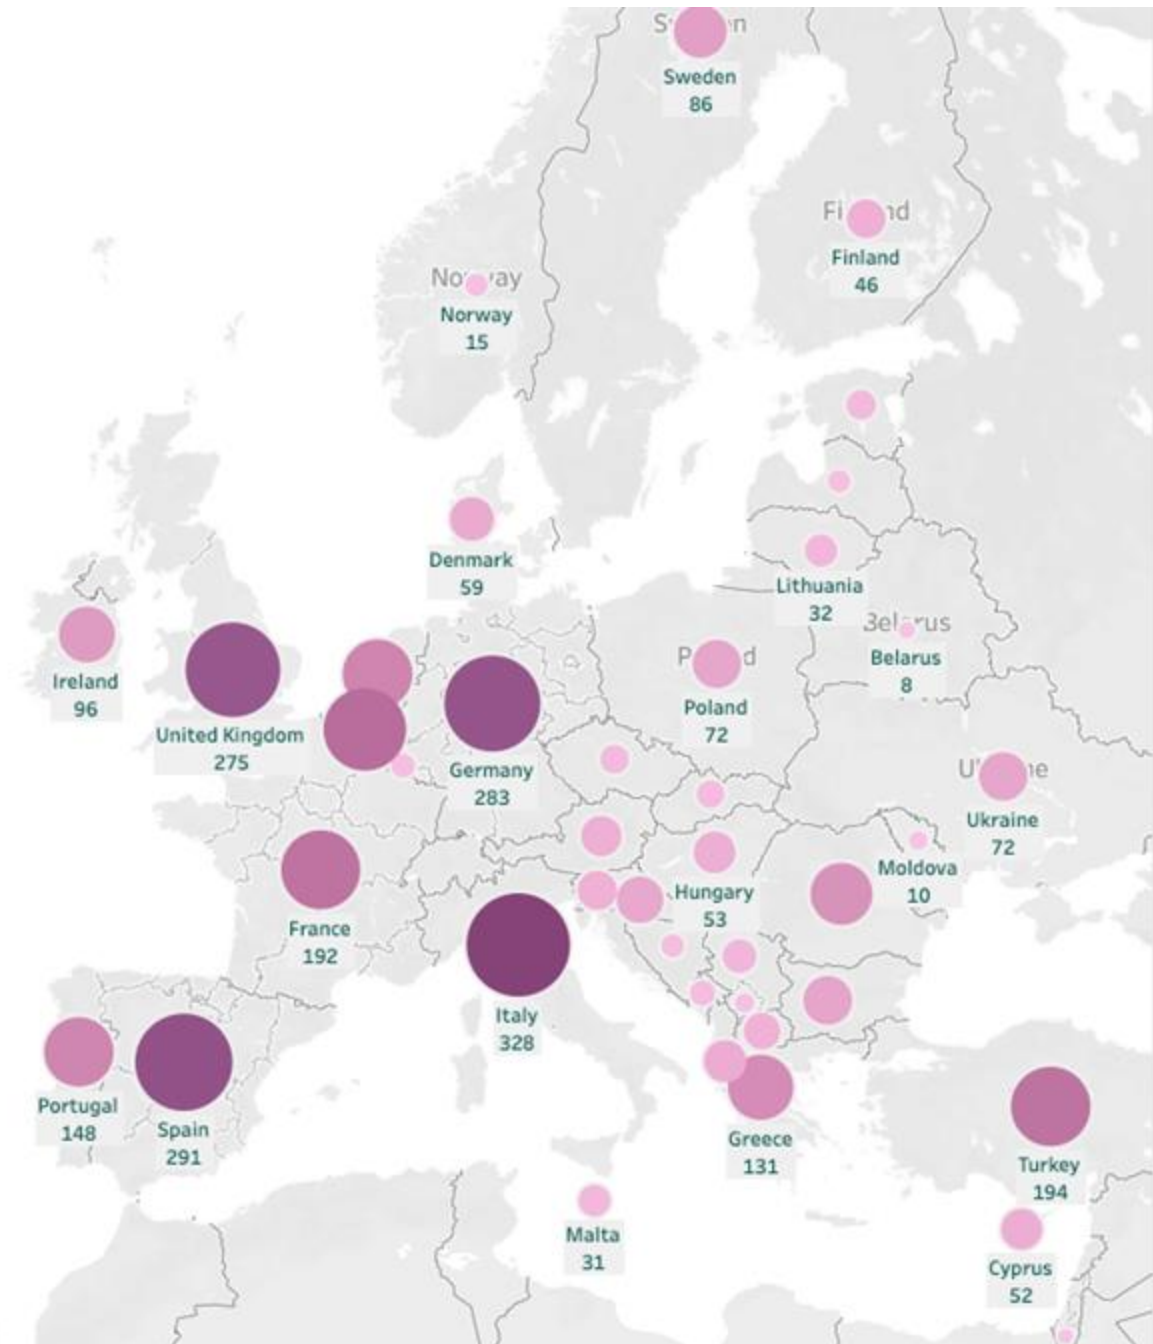 Sweden
86
Finland
46
Norway
Norway
15
Denmark
59
Lithuania
32
Belarus
Belarus
8
Ireland
96
United Kingdom
275
Germany
283
Poland
72
Ukraine
72
Moldova
10
Hungary
53
France
192
Italy
328
Portugal
148
Spain
291
Greece
131
Turkey
194
Malta
31
Cyprus
52